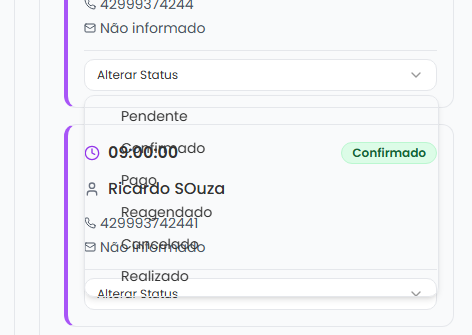 42999374244
Não informado
Alterar Status
Pendente
Confirmado
09:00:00
Confirmado
Pago
Ricardo SOuza
Reagendado
429993742441
Cancelado
Não informado
Realizado
Alterar Status